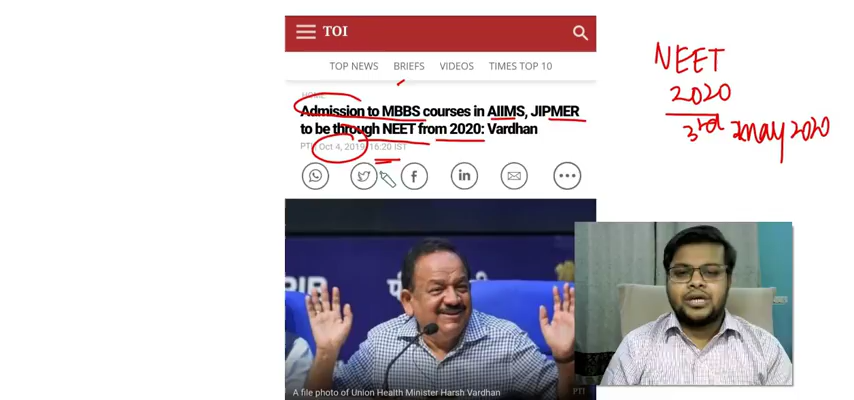 TOI
TOP NEWS BRIEFS VIDEOS TIMES TOP 10
HOME
Admission to MBBS courses in AIIMS, JIPMER
to be through NEET from 2020: Vardhan
PTI Oct 4, 2019, 16:20 IST
A file photo of Union Health Minister Harsh Vardhan
PTI
NEET
2020
3rd may 2020